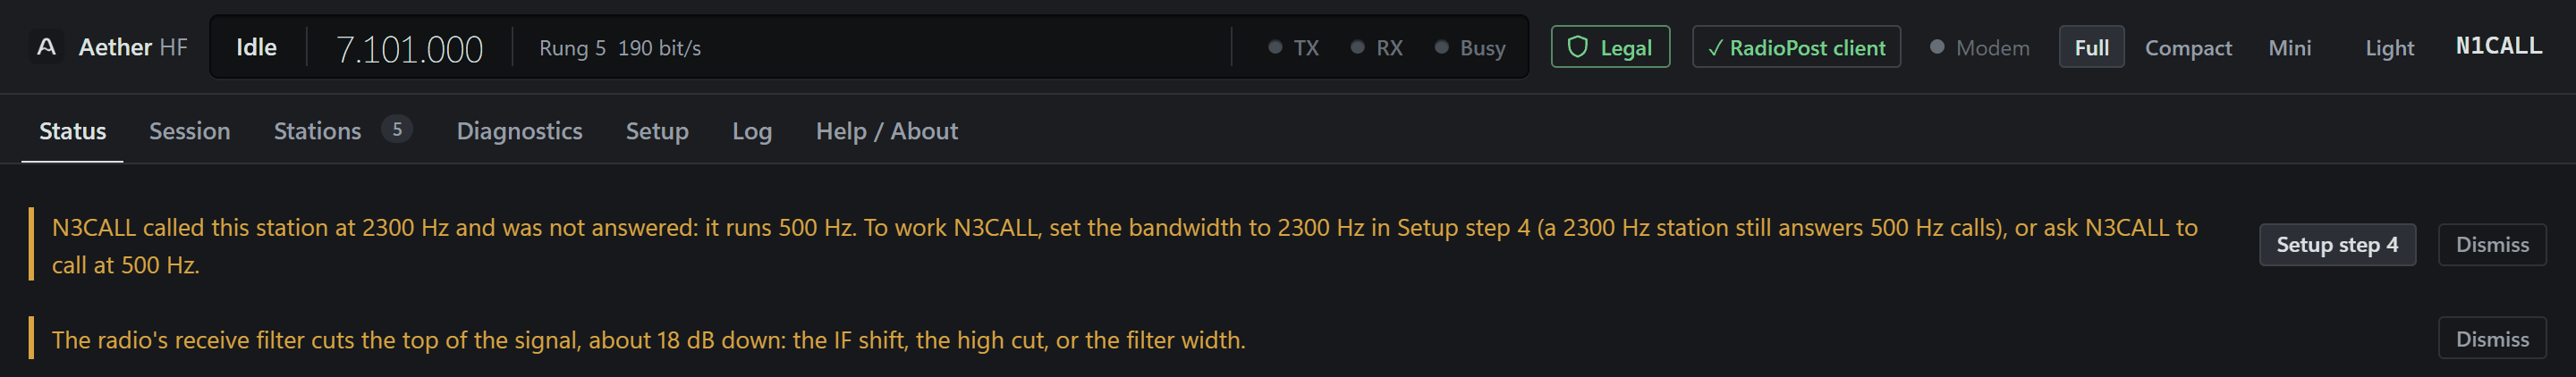 Aether HF Idle 7.101.000 Rung 5 190 bit/s TX RX Busy Legal ✓ RadioPost client Modem Full Compact Mini Light N1CALL
Status Session Stations 5 Diagnostics Setup Log Help / About
N3CALL called this station at 2300 Hz and was not answered: it runs 500 Hz. To work N3CALL, set the bandwidth to 2300 Hz in Setup step 4 (a 2300 Hz station still answers 500 Hz calls), or ask N3CALL to
call at 500 Hz.
Setup step 4 Dismiss
The radio's receive filter cuts the top of the signal, about 18 dB down: the IF shift, the high cut, or the filter width.
Dismiss